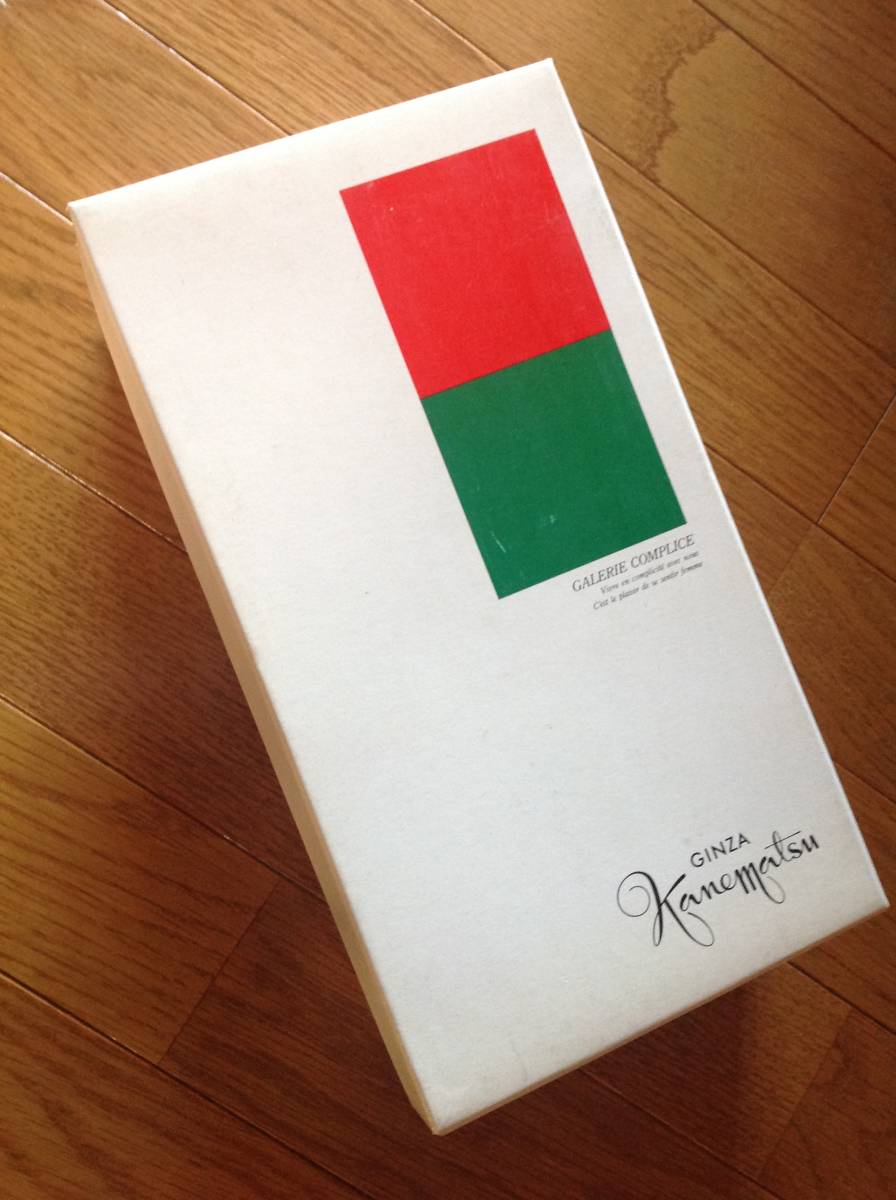 GALERIE COMPLICE
Vivre en complicité avec nous
C'est le plaisir de se sentir femme
GINZA
Kanematsu